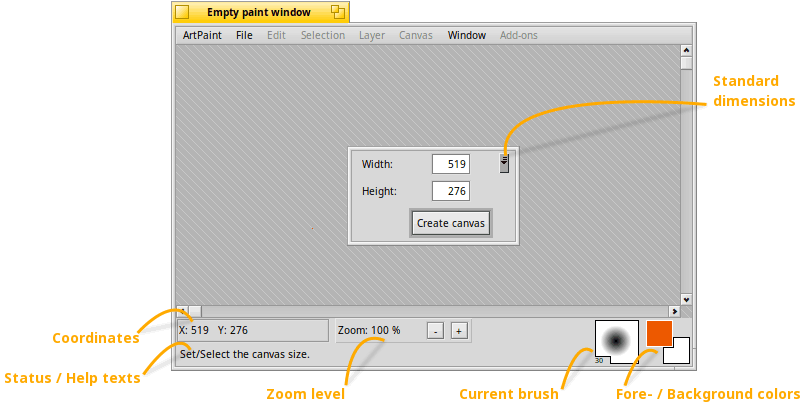 Empty paint window
ArtPaint File Edit Selection Layer Canvas Window Add-ons
Standard
dimensions
Width: 519
Height: 276
Create canvas
X: 519 Y: 276
Zoom: 100 % - +
Coordinates
Set/Select the canvas size.
30
Status / Help texts
Zoom level
Current brush
Fore- / Background colors